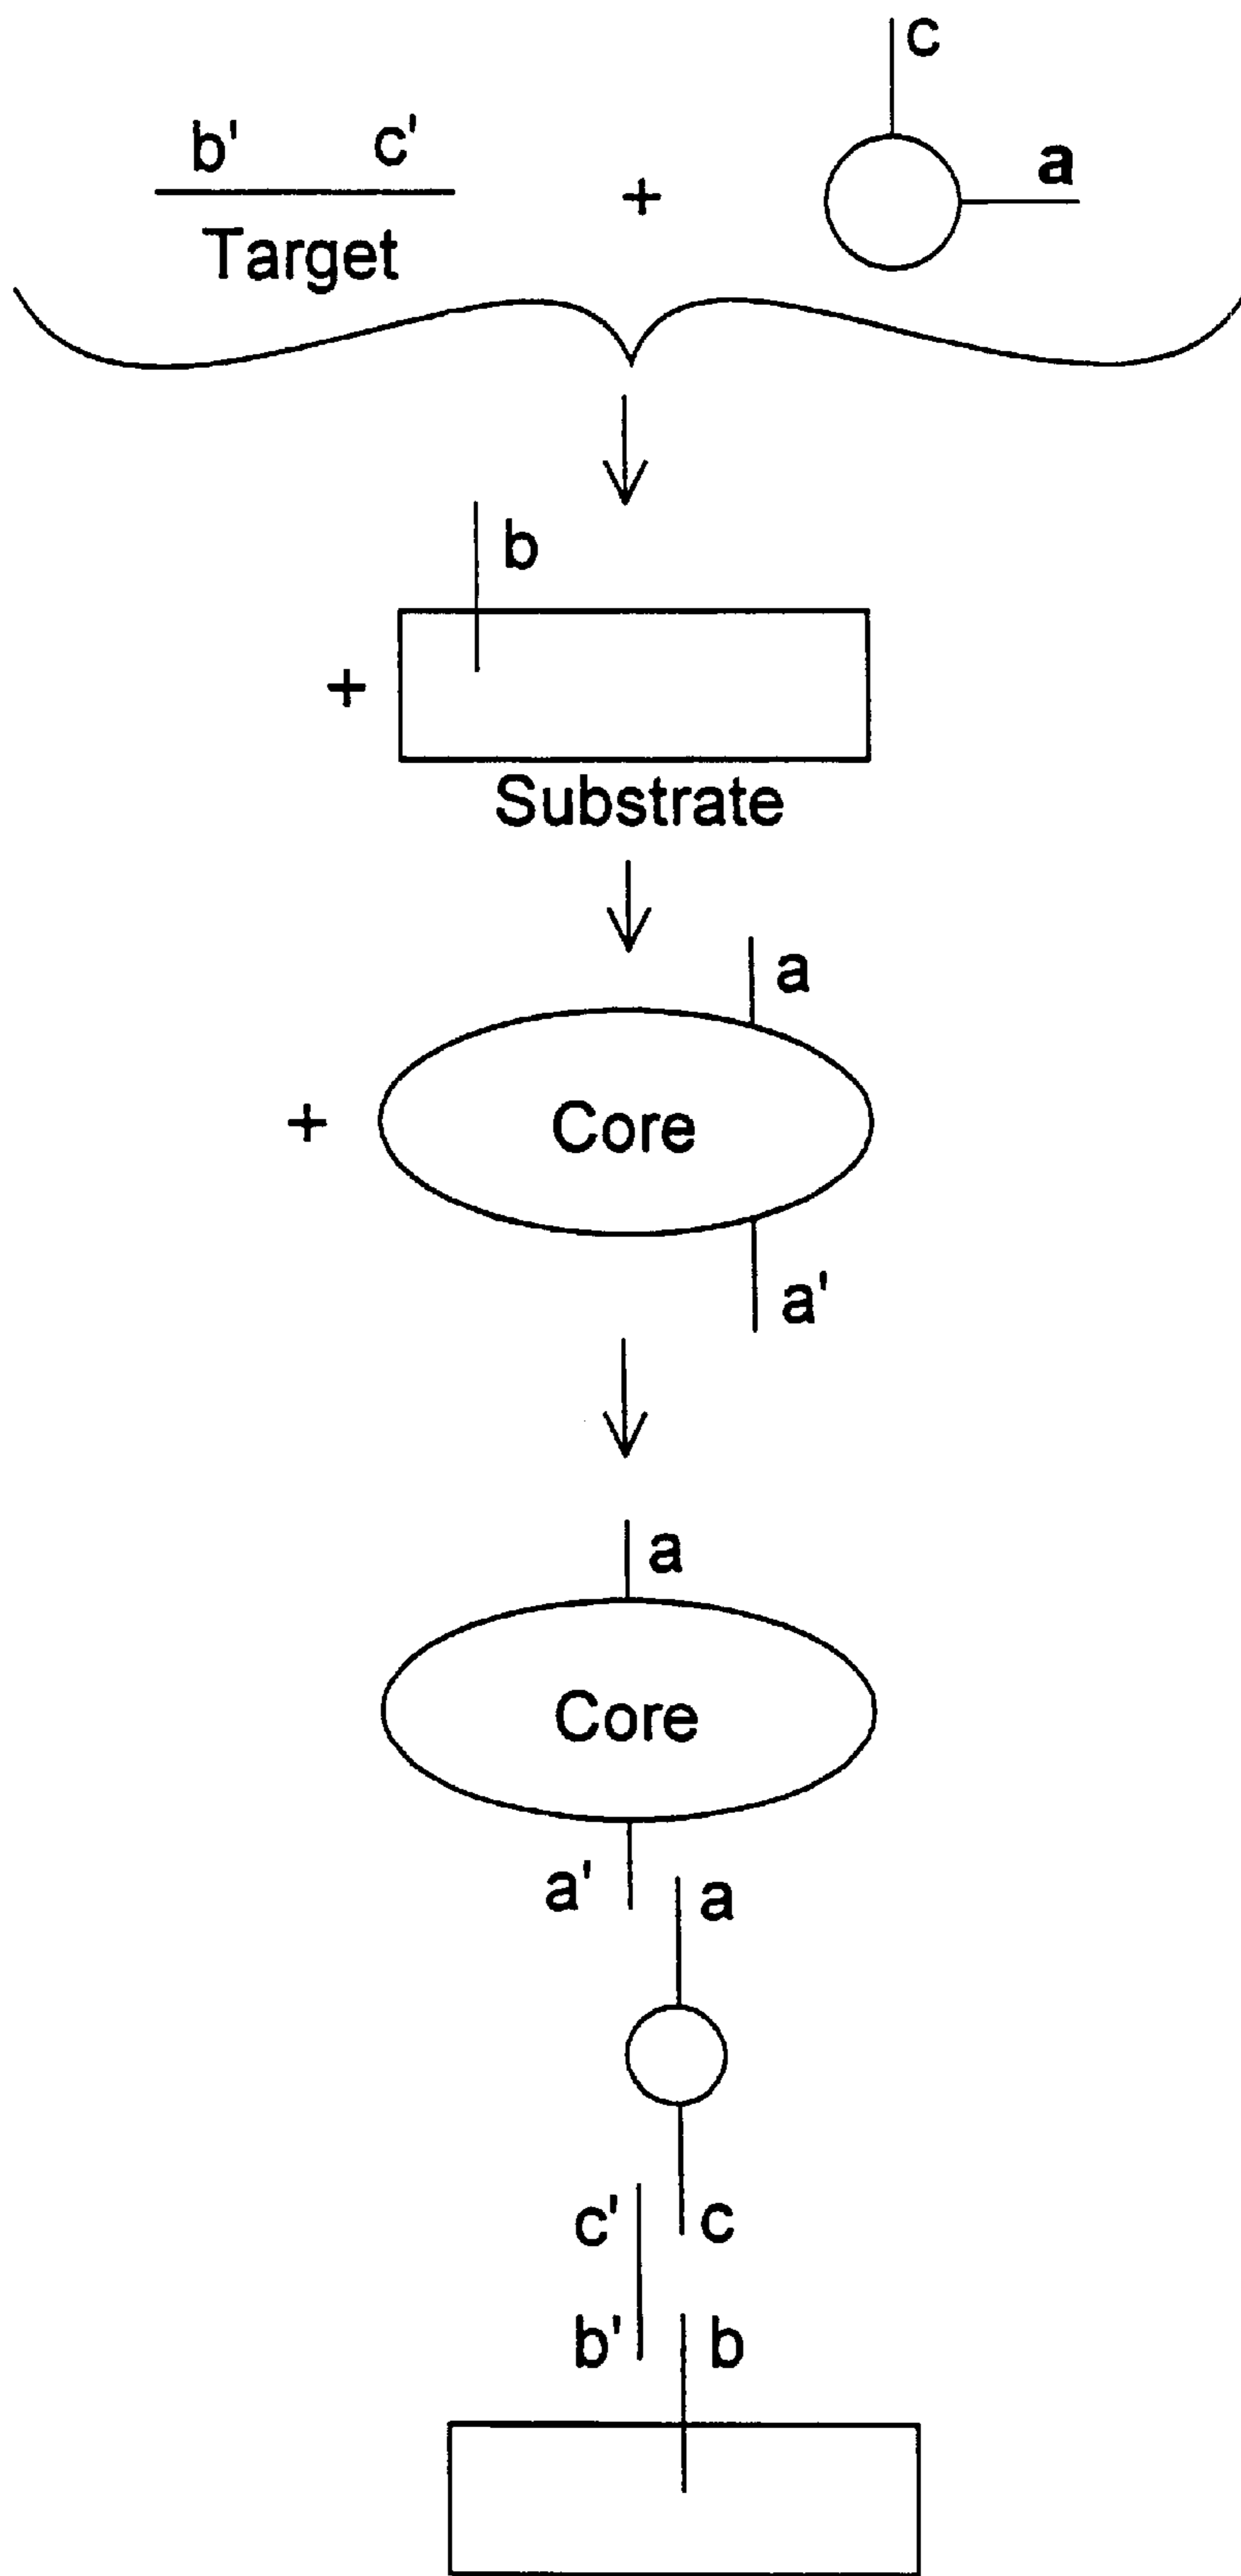 c
b' c' + a
Target
b
+
Substrate
a
+ Core
a'
a
Core
a' a
c' c
b' b